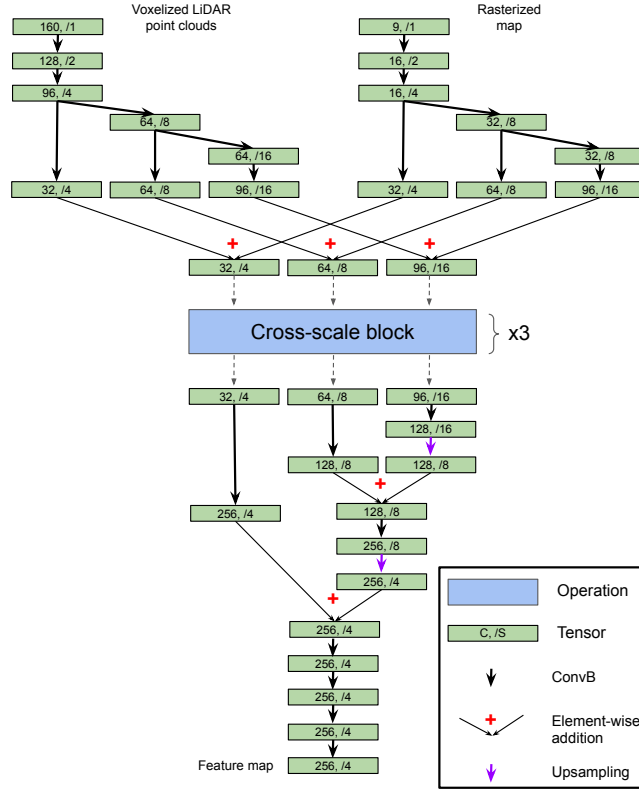 Voxelized LiDAR
point clouds
Rasterized
map
160, /1
9, /1
128, /2
16, /2
96, /4
16, /4
64, /8
32, /8
64, /16
32, /8
32, /4
64, /8
96, /16
32, /4
64, /8
96, /16
+
+
+
32, /4
64, /8
96, /16
Cross-scale block
x3
32, /4
64, /8
96, /16
128, /16
128, /8
128, /8
+
256, /4
128, /8
256, /8
256, /4
+
256, /4
256, /4
256, /4
256, /4
Feature map
256, /4
Operation
C, /S
Tensor
ConvB
+
Element-wise
addition
Upsampling